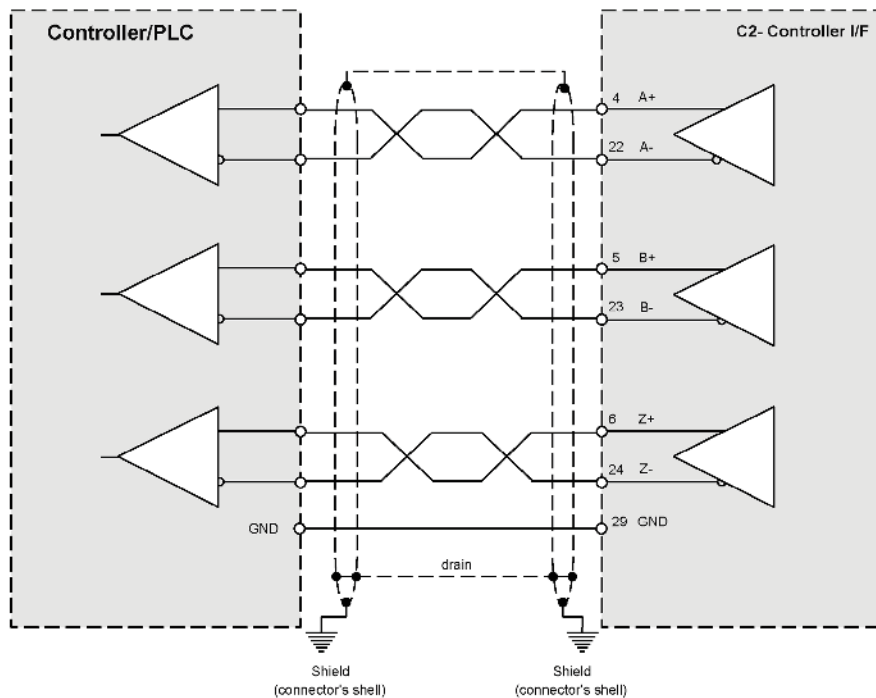 Controller/PLC
C2- Controller I/F
4 A+
22 A-
5 B+
23 B-
6 Z+
24 Z-
GND
29 GND
drain
Shield
(connector's shell)
Shield
(connector's shell)